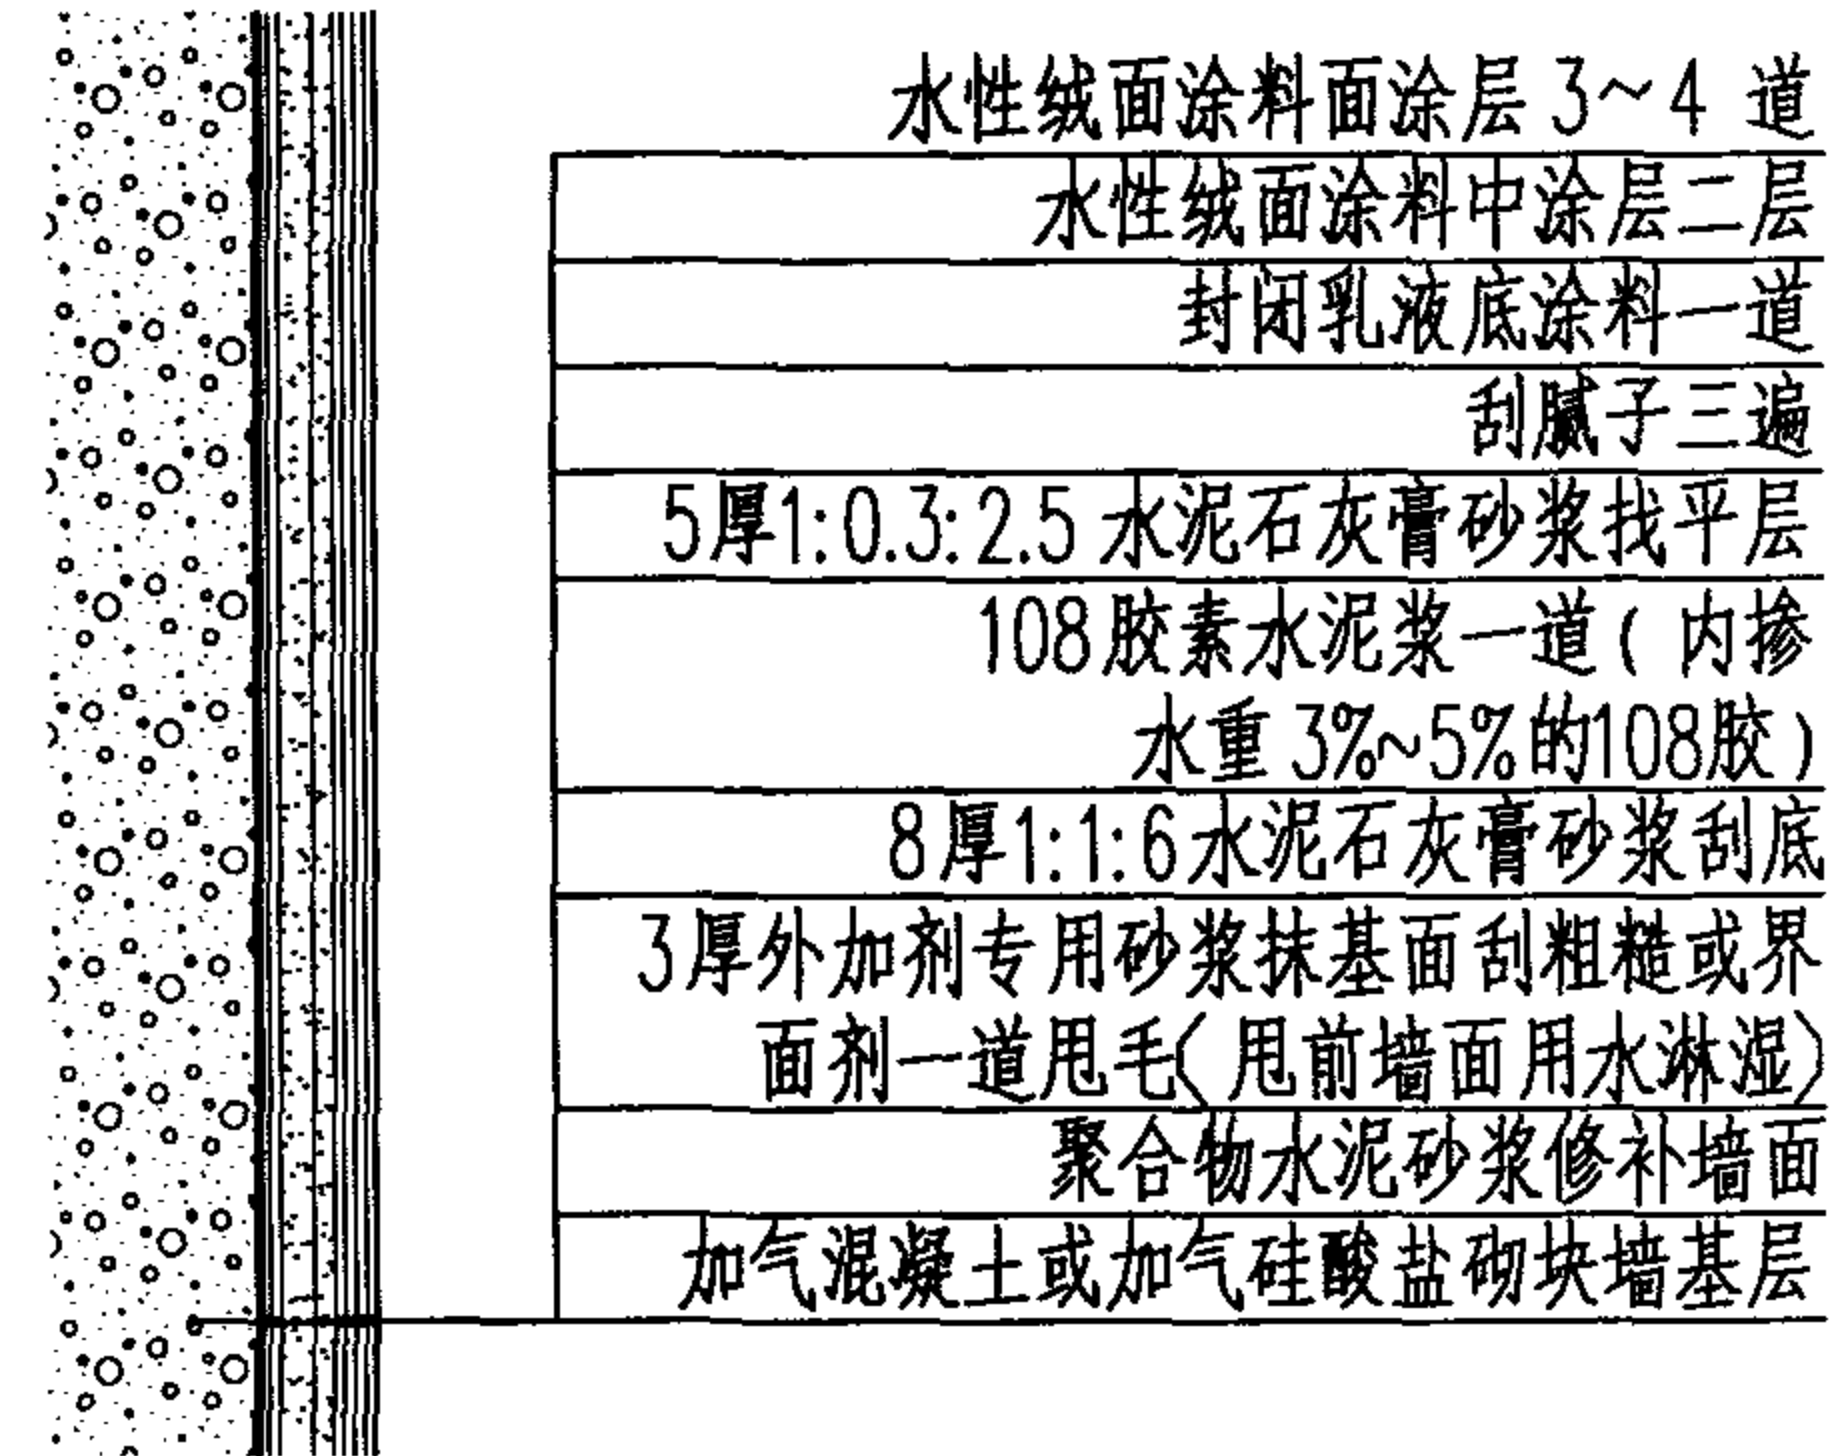 水性绒面涂料面涂层3~4 道
水性绒面涂料中涂层二层
封闭乳液底涂料一道
刮腻子三遍
5厚1:0.3:2.5水泥石灰膏砂浆找平层
108胶素水泥浆一道(内掺
水重3%~5%的108胶)
8厚1:1:6水泥石灰膏砂浆刮底
3厚外加剂专用砂浆抹基面刮粗糙或界
面剂一道甩毛(甩前墙面用水淋湿)
聚合物水泥砂浆修补墙面
加气混凝土或加气硅酸盐砌块墙基层